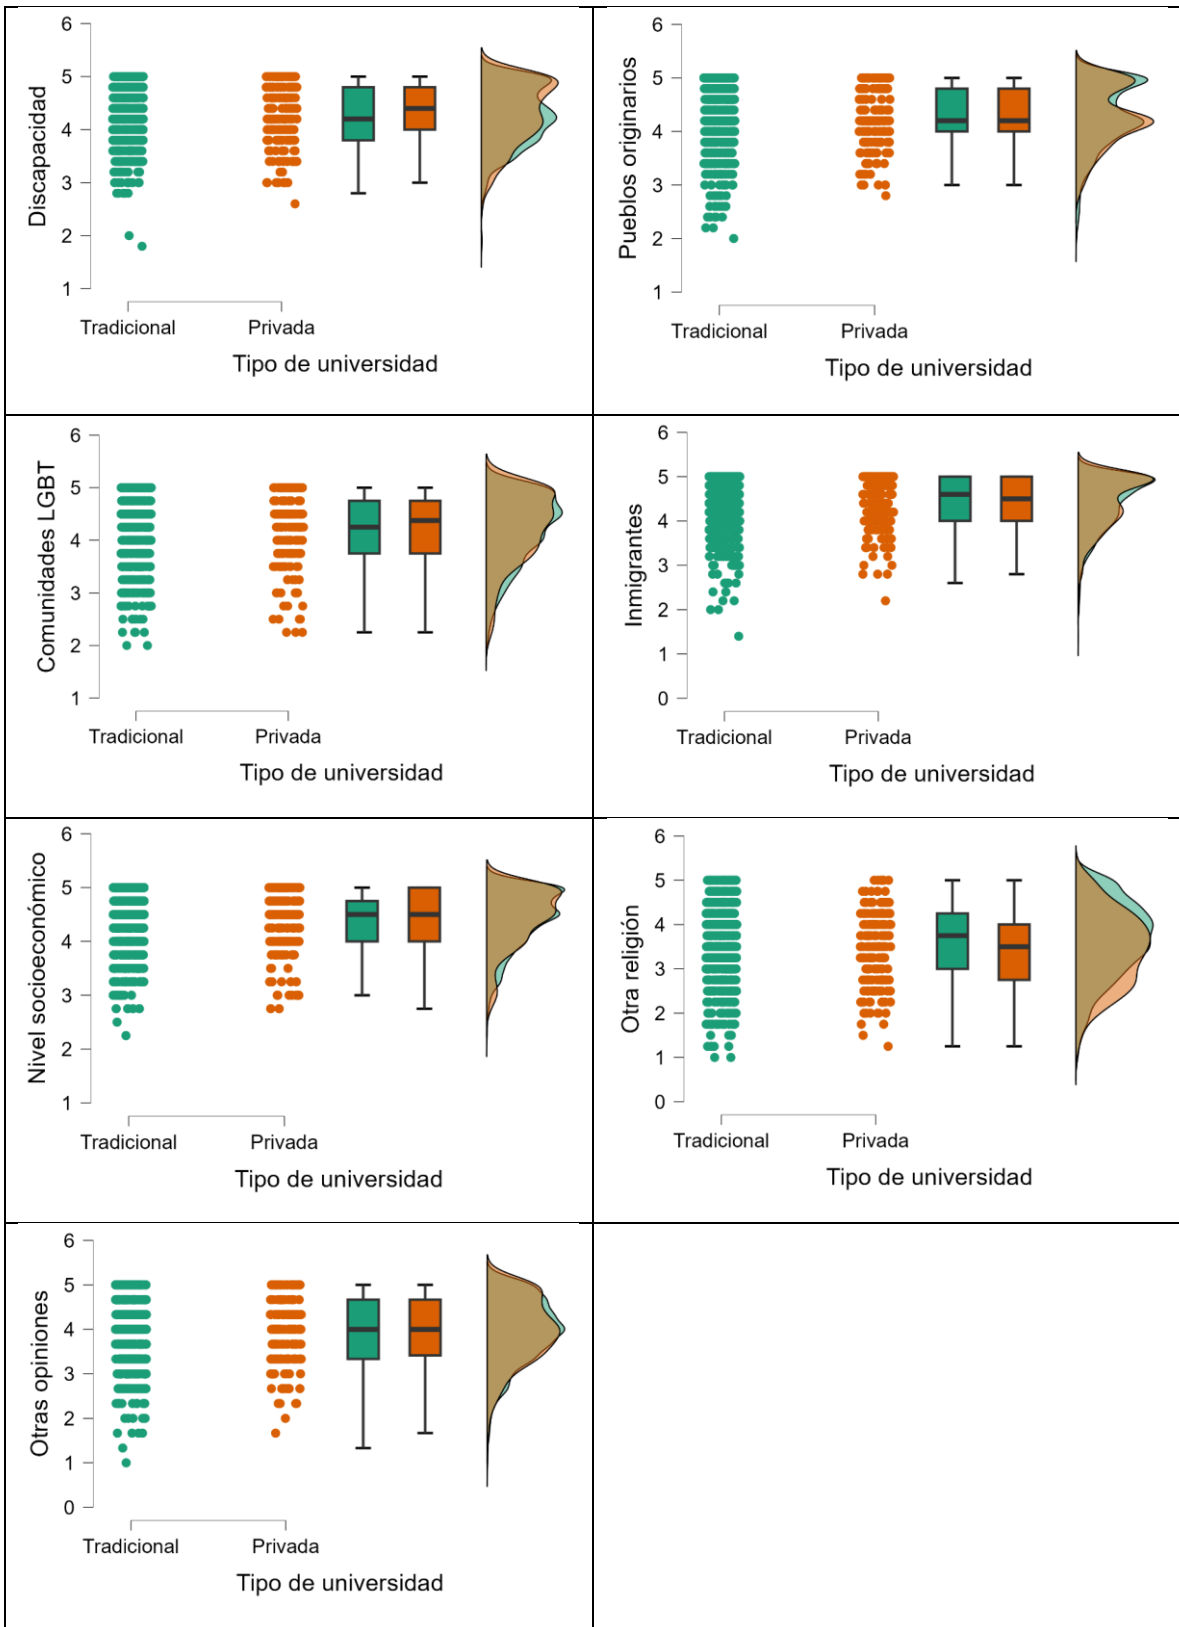 6
5
4
3
2
1
Discapacidad
Tradicional
Privada
Tipo de universidad
6
5
4
3
2
1
Pueblos originarios
Tradicional
Privada
Tipo de universidad
6
5
4
3
2
1
Comunidades LGBT
Tradicional
Privada
Tipo de universidad
6
5
4
3
2
1
0
Inmigrantes
Tradicional
Privada
Tipo de universidad
6
5
4
3
2
1
Nivel socioeconómico
Tradicional
Privada
Tipo de universidad
6
5
4
3
2
1
0
Otra religión
Tradicional
Privada
Tipo de universidad
6
5
4
3
2
1
0
Otras opiniones
Tradicional
Privada
Tipo de universidad